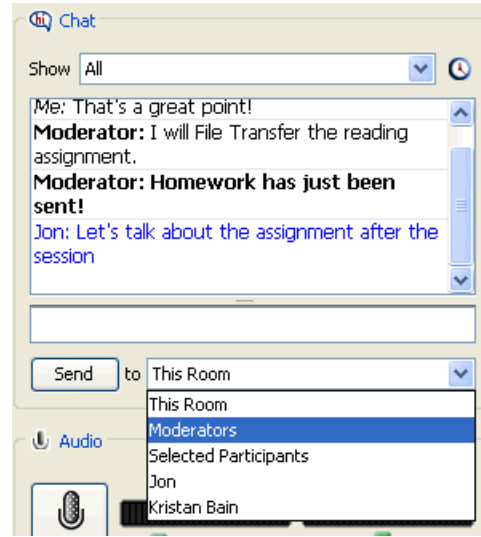 hi Chat
Show All
Me: That's a great point!
Moderator: I will File Transfer the reading
assignment.
Moderator: Homework has just been
sent!
Jon: Let's talk about the assignment after the
session
Send to This Room
This Room
Moderators
Selected Participants
Jon
Kristan Bain
Audio